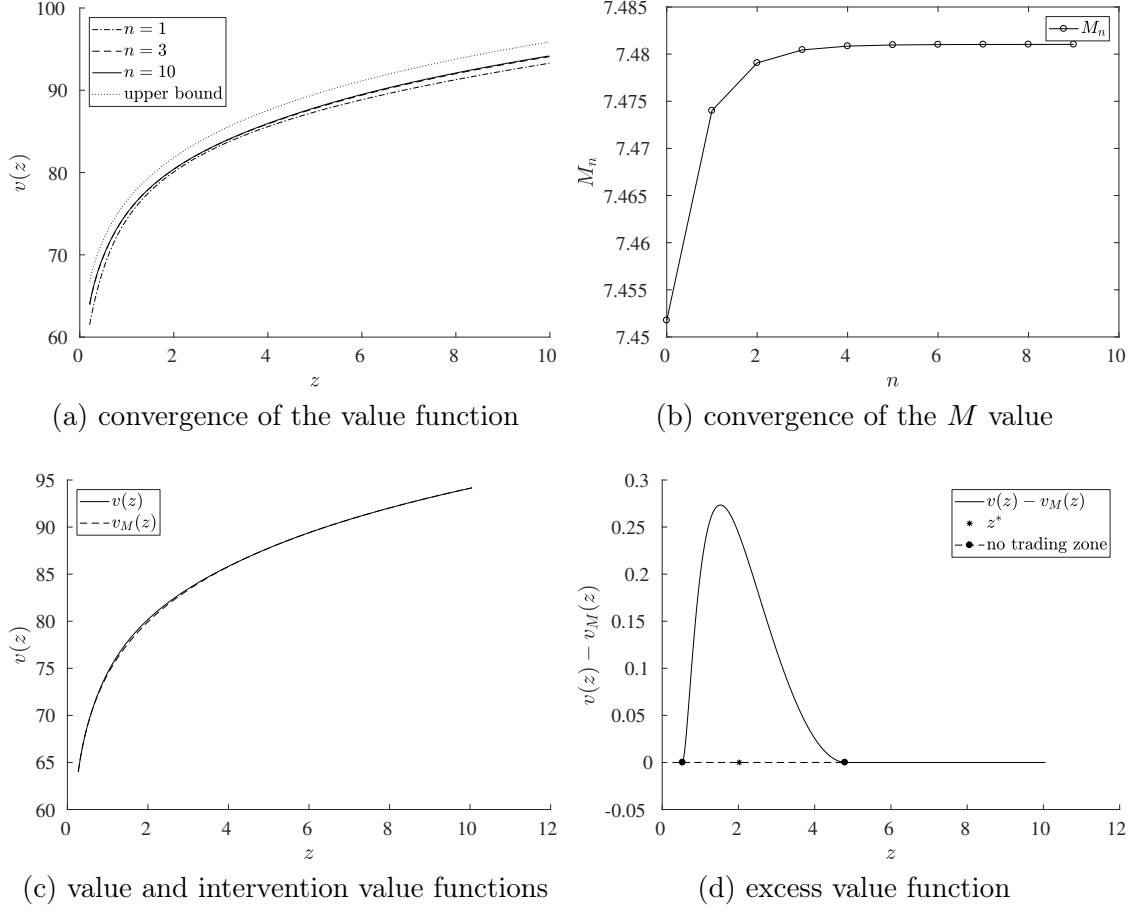 100
90
80
70
60
0
2
4
6
8
10
v(z)
z
n = 1
n = 3
n = 10
upper bound
(a) convergence of the value function
7.485
7.48
7.475
7.47
7.465
7.46
7.455
7.45
0
2
4
6
8
10
M_n
n
M_n
(b) convergence of the M value
95
90
85
80
75
70
65
60
0
2
4
6
8
10
12
v(z)
z
v(z)
v_M(z)
(c) value and intervention value functions
0.3
0.25
0.2
0.15
0.1
0.05
0
-0.05
0
2
4
6
8
10
12
v(z) − v_M(z)
z
v(z) − v_M(z)
z*
no trading zone
(d) excess value function